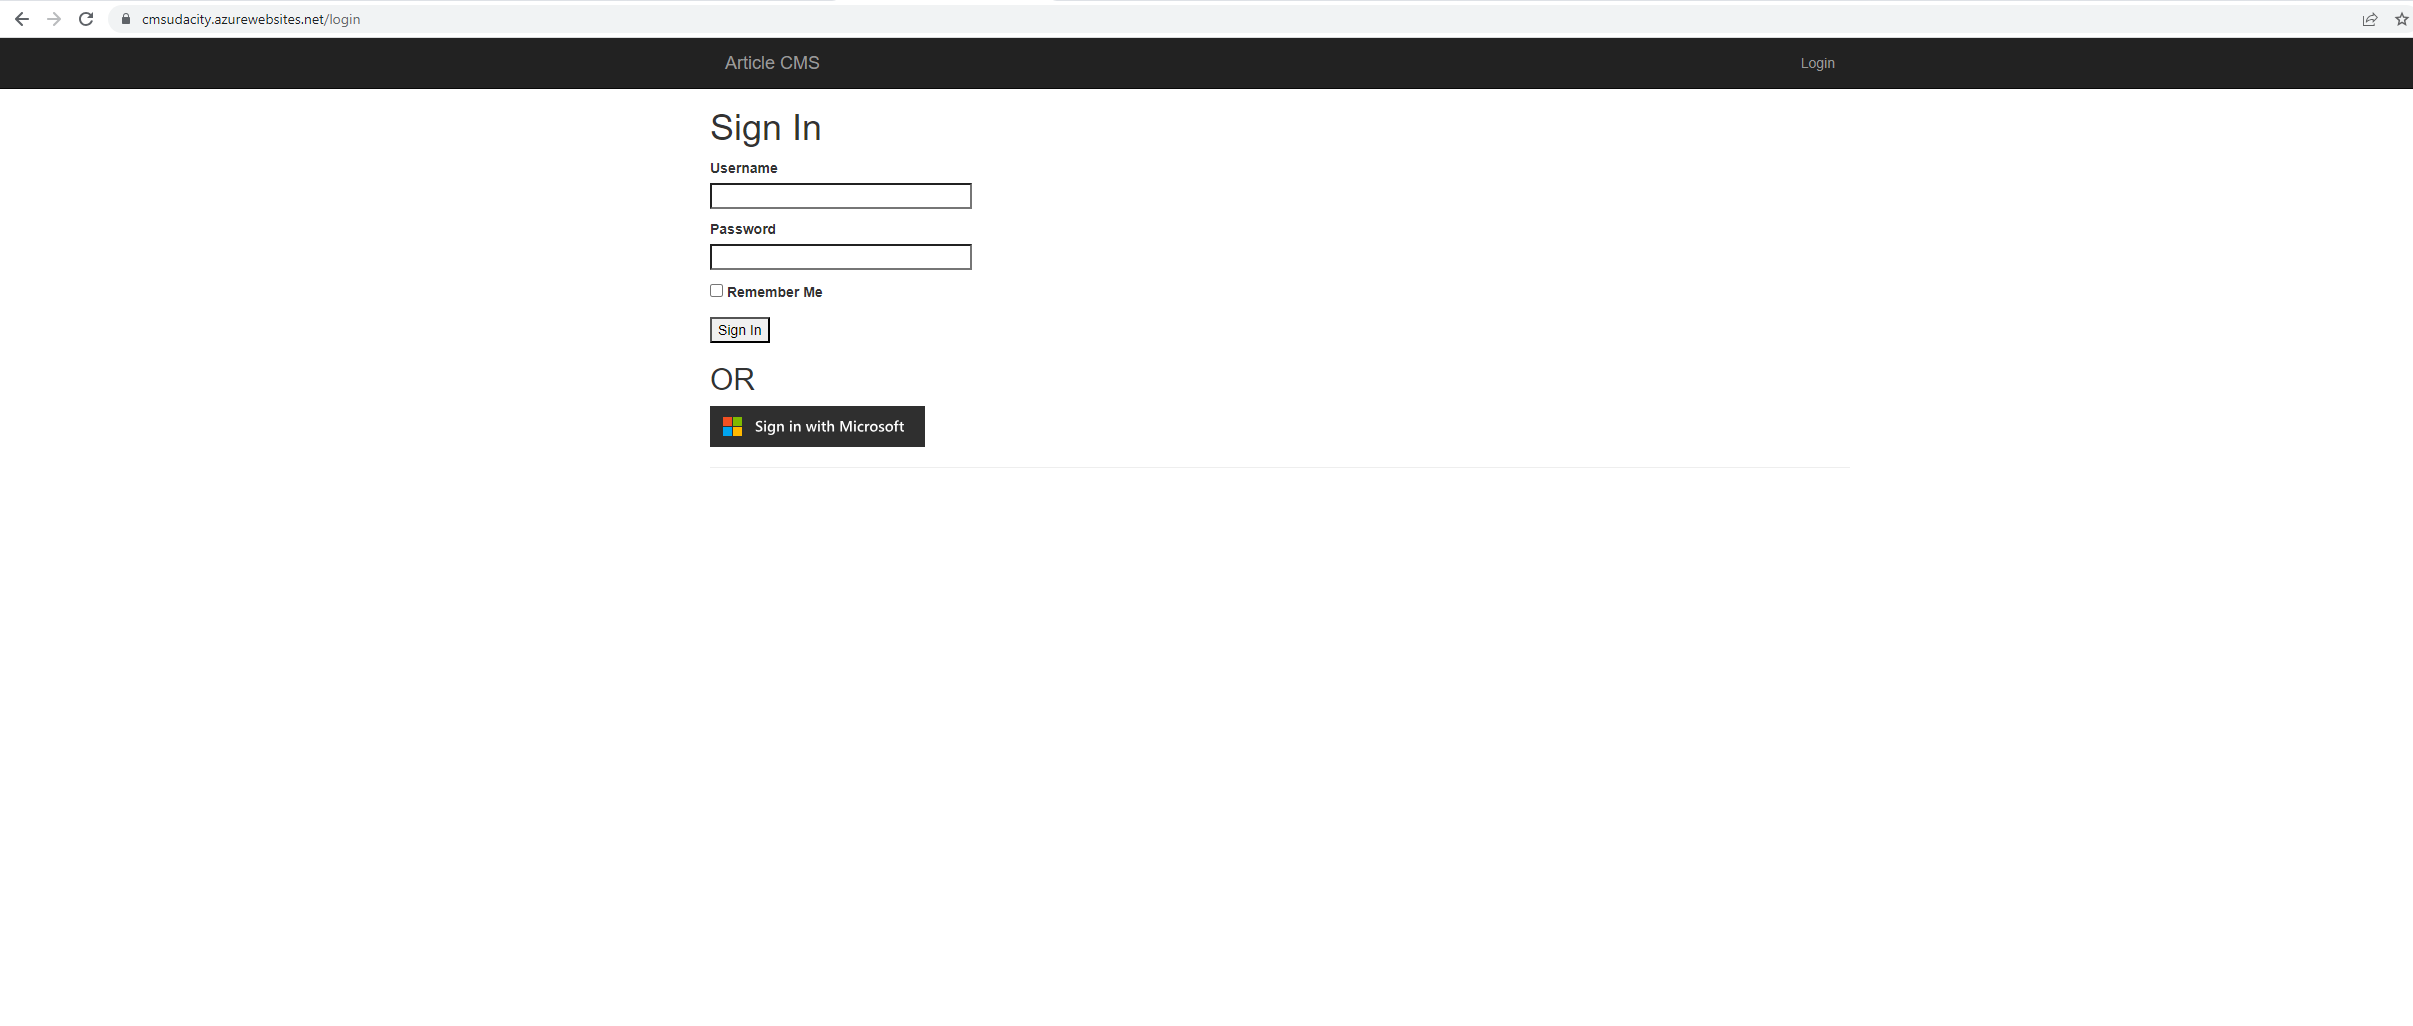 cmsudacity.azurewebsites.net/login
Article CMS
Login
Sign In
Username
Password
Remember Me
Sign In
OR
Sign in with Microsoft